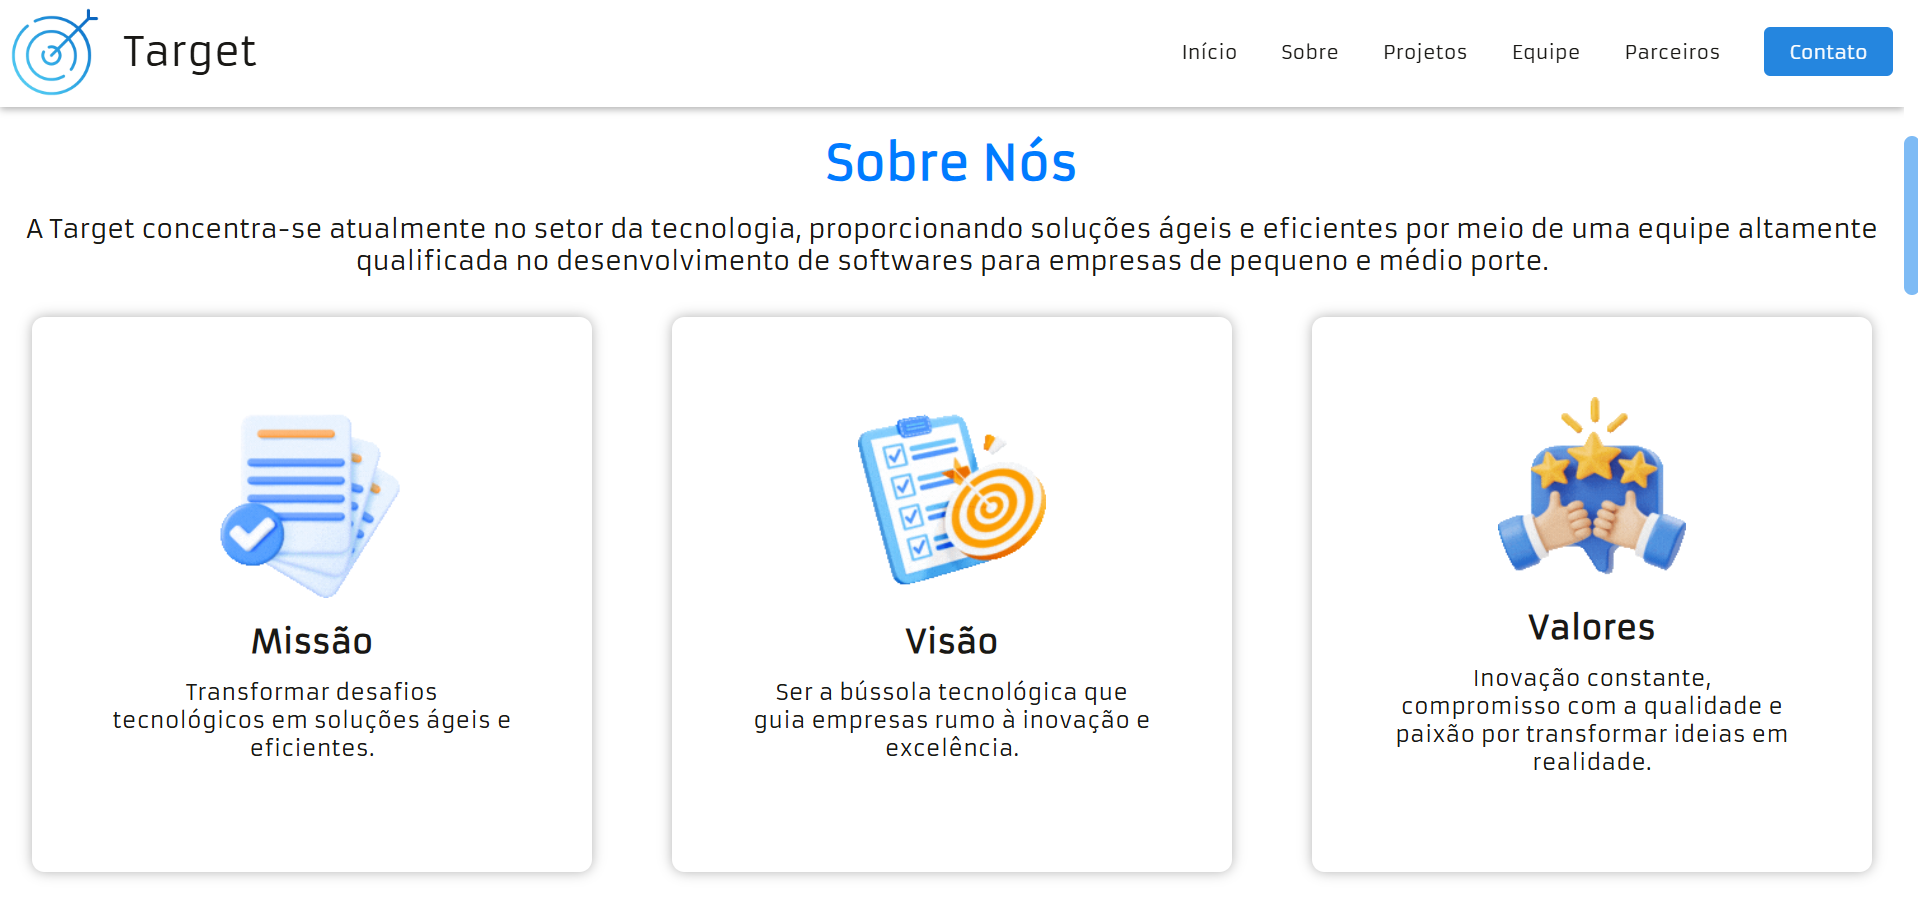 Target
Início
Sobre
Projetos
Equipe
Parceiros
Contato
Sobre Nós
A Target concentra-se atualmente no setor da tecnologia, proporcionando soluções ágeis e eficientes por meio de uma equipe altamente
qualificada no desenvolvimento de softwares para empresas de pequeno e médio porte.
Missão
Transformar desafios
tecnológicos em soluções ágeis e
eficientes.
Visão
Ser a bússola tecnológica que
guia empresas rumo à inovação e
excelência.
Valores
Inovação constante,
compromisso com a qualidade e
paixão por transformar ideias em
realidade.